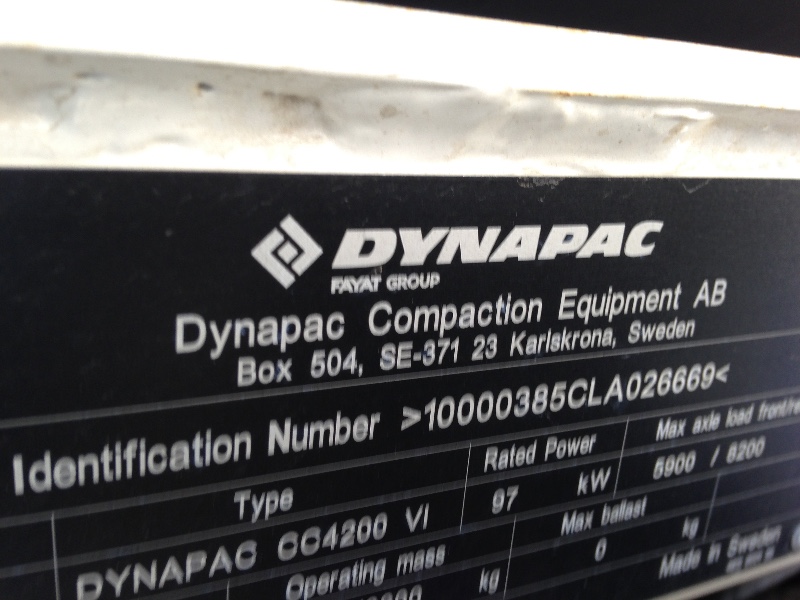 DYNAPAC
FAYAT GROUP
Dynapac Compaction Equipment AB
Box 504, SE-371 23 Karlskrona, Sweden
Identification Number >10000385CLA026669<
Type Rated Power Max axle load front/re
DYNAPAC CC4200 VI 97 kW 5900 / 6200
Operating mass Max ballast
kg 0 kg Made in Sweden